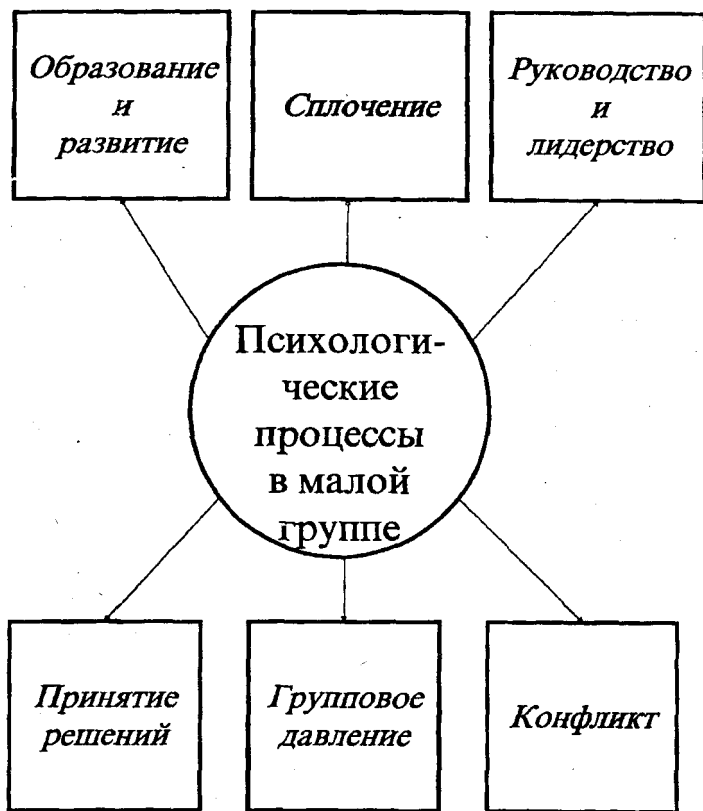 Образование
и
развитие
Сплочение
Руководство
и
лидерство
Психологи-
ческие
процессы
в малой
группе
Принятие
решений
Групповое
давление
Конфликт